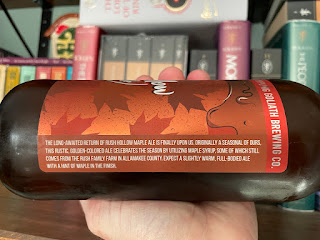 LOW
GOLIATH BREWING CO.
THE LONG-AWAITED RETURN OF RUSH HOLLOW MAPLE ALE IS FINALLY UPON US. ORIGINALLY A SEASONAL OF OURS,
THIS RUSTIC, GOLDEN-COLORED ALE CELEBRATES THE SEASON BY UTILIZING MAPLE SYRUP, SOME OF WHICH STILL
COMES FROM THE RUSH FAMILY FARM IN ALLAMAKEE COUNTY. EXPECT A SLIGHTLY WARM, FULL-BODIED ALE
WITH A HINT OF MAPLE IN THE FINISH.